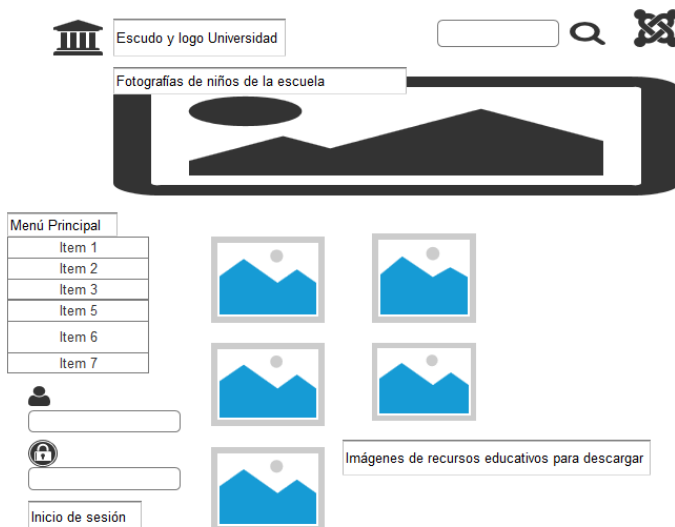 Escudo y logo Universidad
Fotografías de niños de la escuela
Menú Principal
Item 1
Item 2
Item 3
Item 5
Item 6
Item 7
Imágenes de recursos educativos para descargar
Inicio de sesión